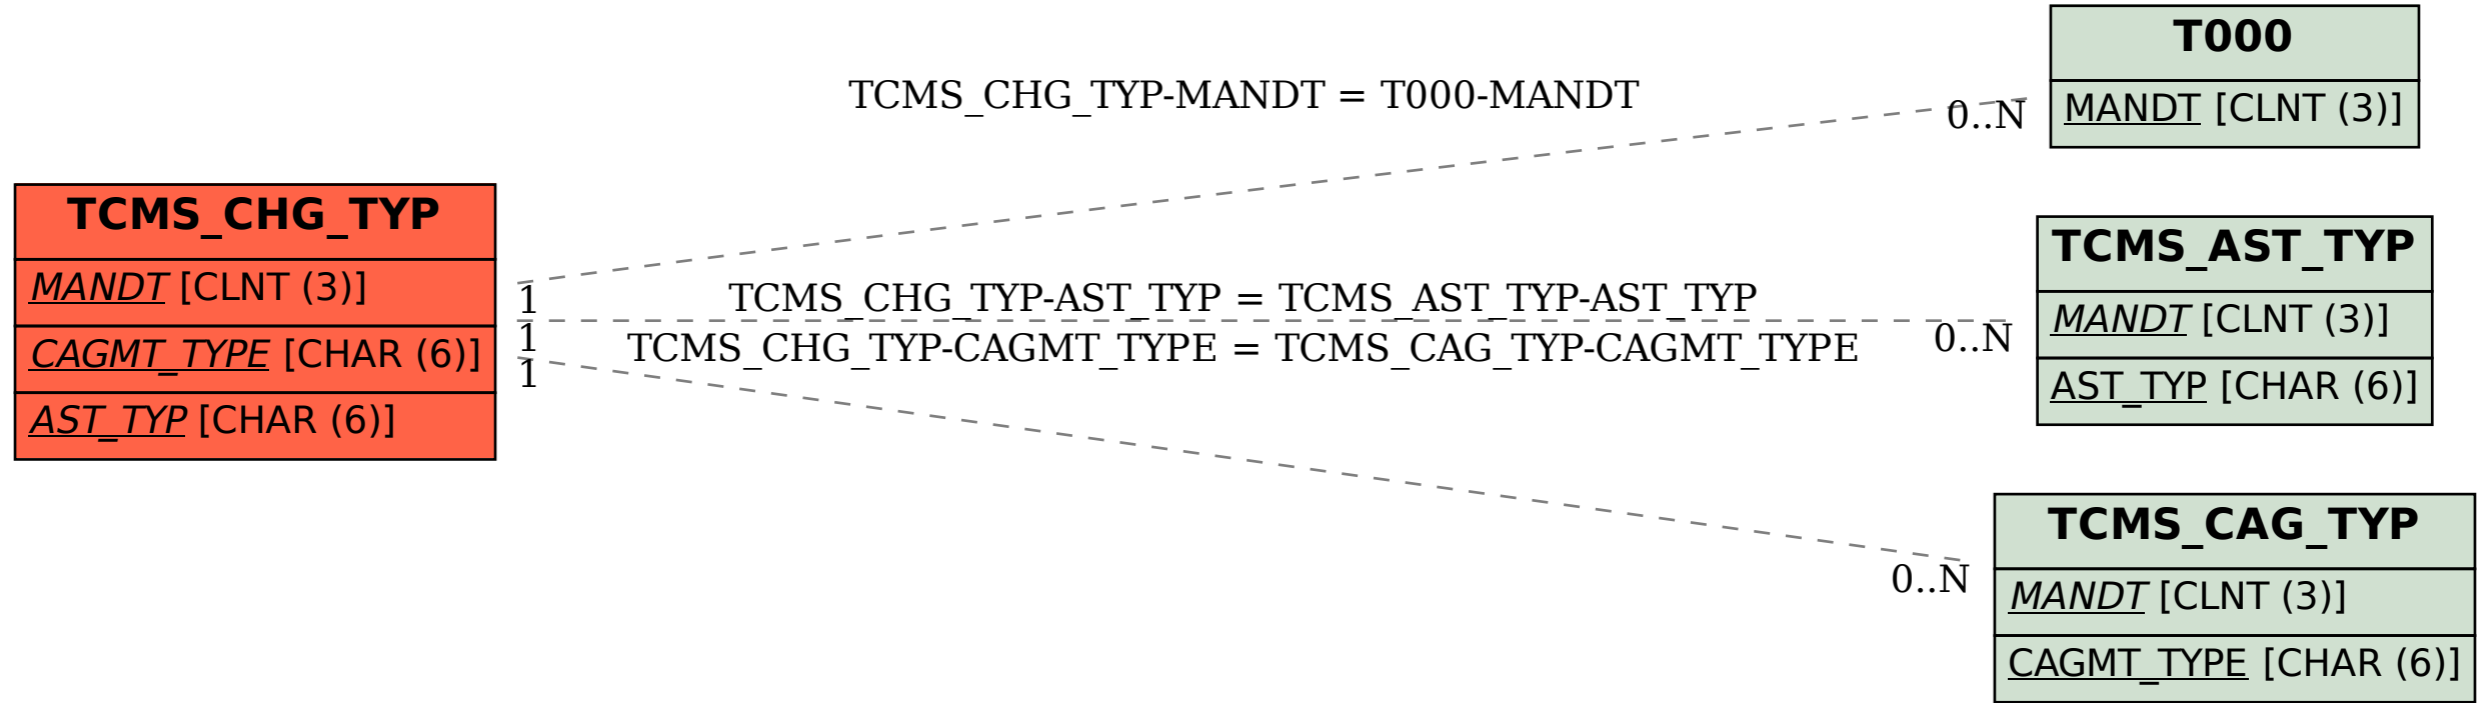 T000
MANDT [CLNT (3)]
TCMS_CHG_TYP-MANDT = T000-MANDT
0..N
TCMS_CHG_TYP
MANDT [CLNT (3)]
CAGMT_TYPE [CHAR (6)]
AST_TYP [CHAR (6)]
1
1
1
TCMS_CHG_TYP-AST_TYP = TCMS_AST_TYP-AST_TYP
TCMS_CHG_TYP-CAGMT_TYPE = TCMS_CAG_TYP-CAGMT_TYPE
0..N
TCMS_AST_TYP
MANDT [CLNT (3)]
AST_TYP [CHAR (6)]
0..N
TCMS_CAG_TYP
MANDT [CLNT (3)]
CAGMT_TYPE [CHAR (6)]